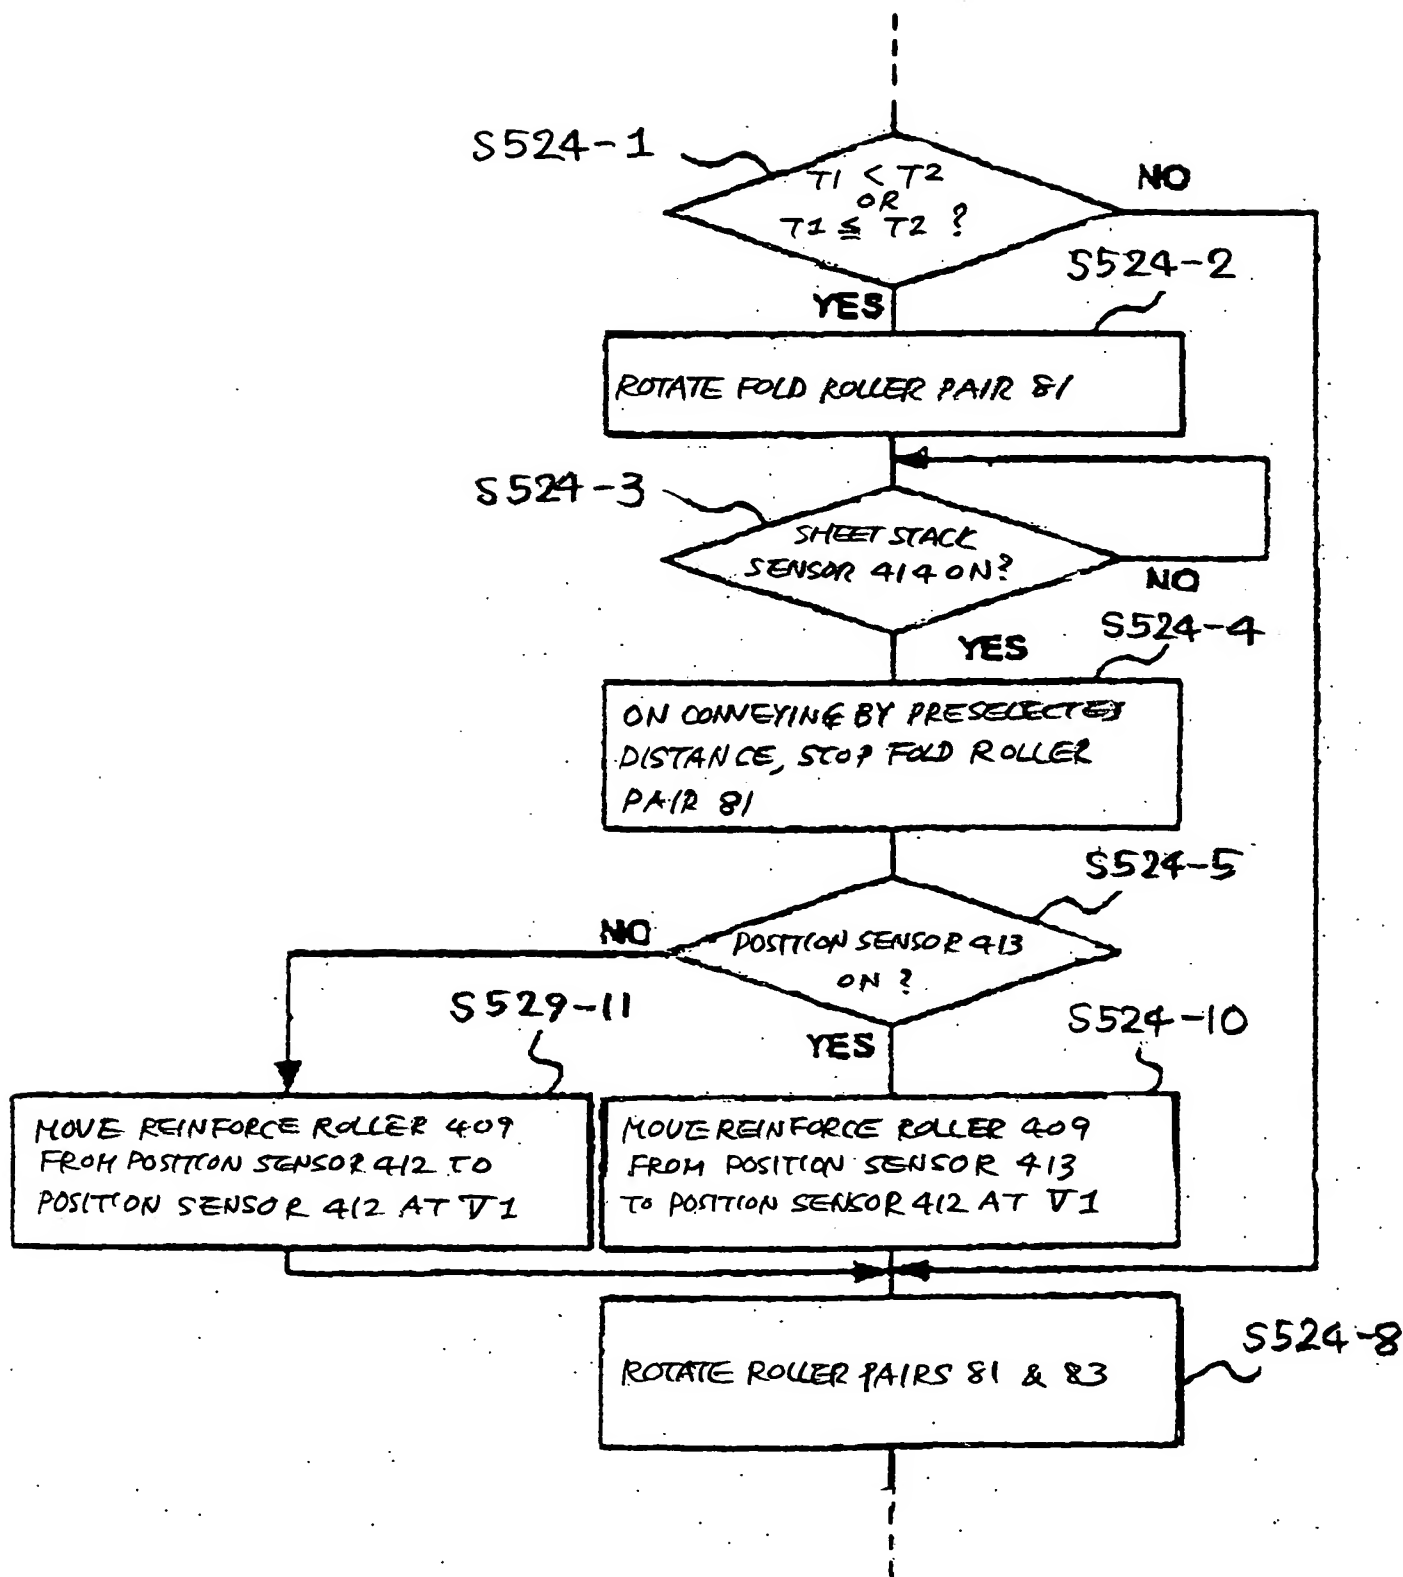 S524-1
T1 < T2
OR
T1 ≦ T2 ?
NO
YES
S524-2
ROTATE FOLD ROLLER PAIR 81
S524-3
SHEET STACK
SENSOR 414 ON?
NO
YES
S524-4
ON CONVEYING BY PRESELECTED
DISTANCE, STOP FOLD ROLLER
PAIR 81
S524-5
POSITION SENSOR 413
ON ?
NO
YES
S529-11
MOVE REINFORCE ROLLER 409
FROM POSITION SENSOR 412 TO
POSITION SENSOR 412 AT V1
S524-10
MOVE REINFORCE ROLLER 409
FROM POSITION SENSOR 413
TO POSITION SENSOR 412 AT V1
S524-8
ROTATE ROLLER PAIRS 81 & 83